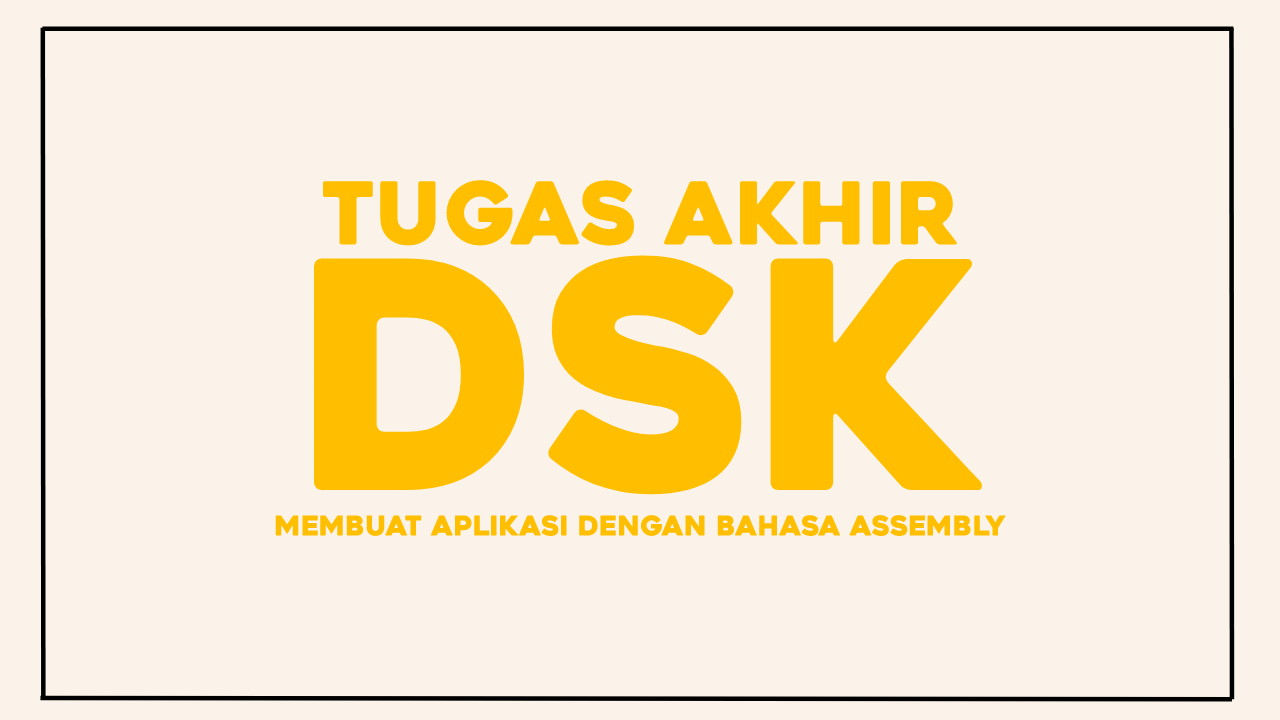 TUGAS AKHIR
DSK
MEMBUAT APLIKASI DENGAN BAHASA ASSEMBLY